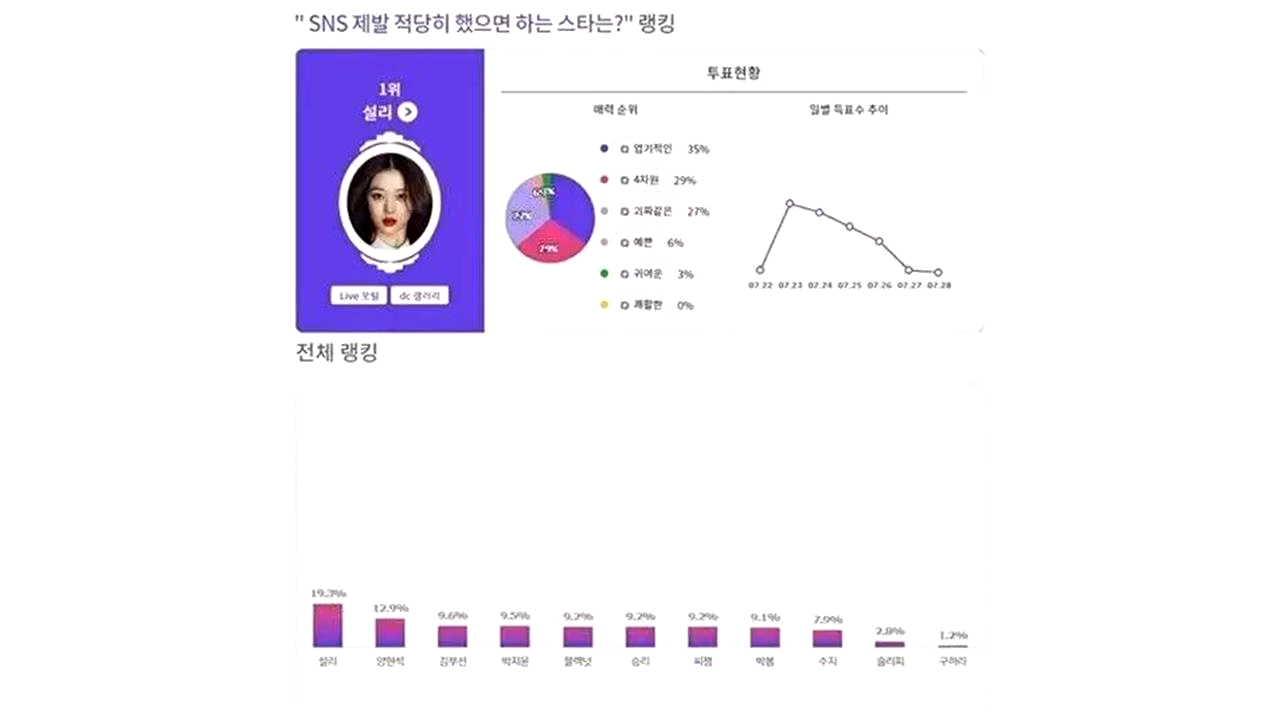 " SNS 제발 적당히 했으면 하는 스타는?" 랭킹
1위
설리
Live 포털 dc 갤러리
투표현황
매력 순위
엽기적인 35%
4차원 29%
괴짜같은 27%
예쁜 6%
귀여운 3%
쾌활한 0%
29%
27%
일별 득표수 추이
07.22 07.23 07.24 07.25 07.26 07.27 07.28
전체 랭킹
19.3% 12.9% 9.6% 9.5% 9.2% 9.2% 9.2% 9.1% 7.9% 2.8% 1.2%
설리 양현석 김부선 박지윤 블랙넛 승리 씨잼 박봄 수지 슬리피 구하라